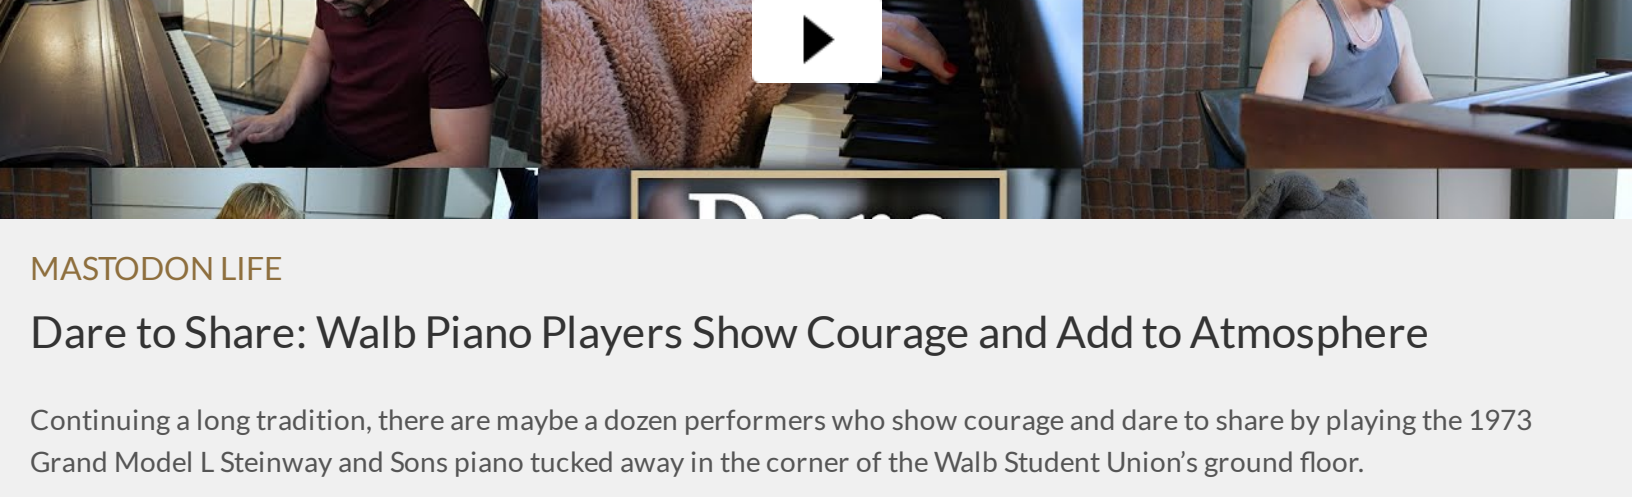 Dare
MASTODON LIFE
Dare to Share: Walb Piano Players Show Courage and Add to Atmosphere
Continuing a long tradition, there are maybe a dozen performers who show courage and dare to share by playing the 1973
Grand Model L Steinway and Sons piano tucked away in the corner of the Walb Student Union’s ground floor.